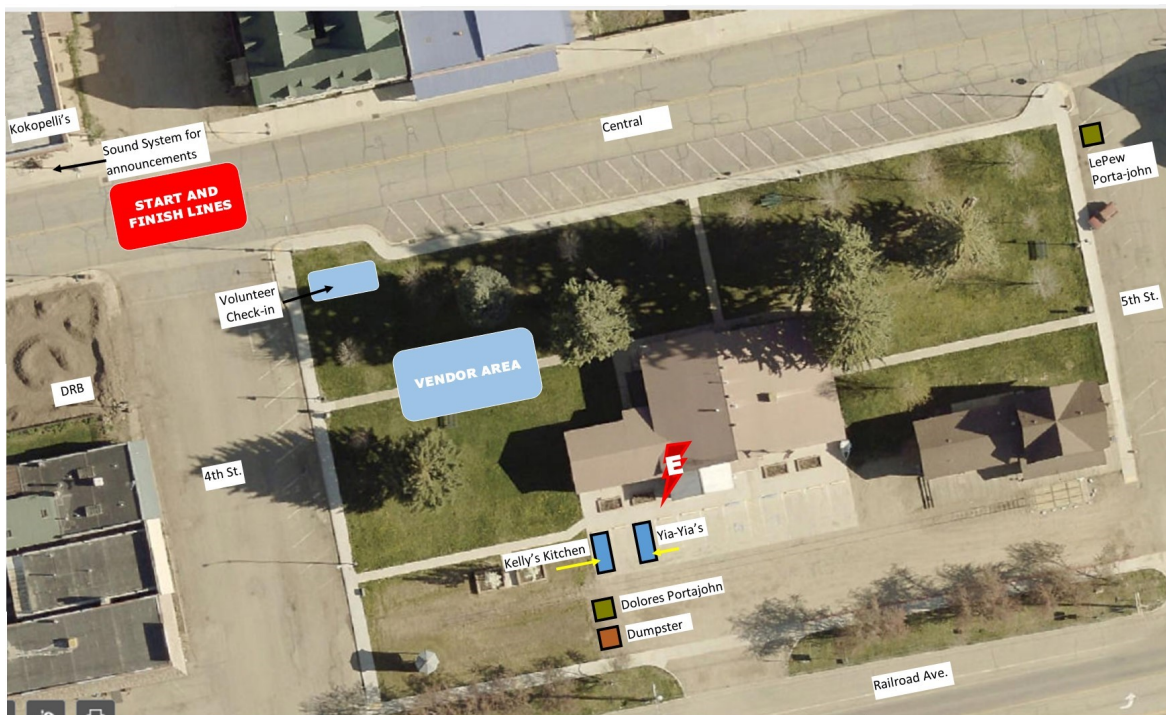 Kokopelli's
Sound System for
announcements
START AND
FINISH LINES
Central
LePew
Porta-john
Volunteer
Check-in
5th St.
VENDOR AREA
DRB
4th St.
E
Yia-Yia's
Kelly's Kitchen
Dolores Portajohn
Dumpster
Railroad Ave.